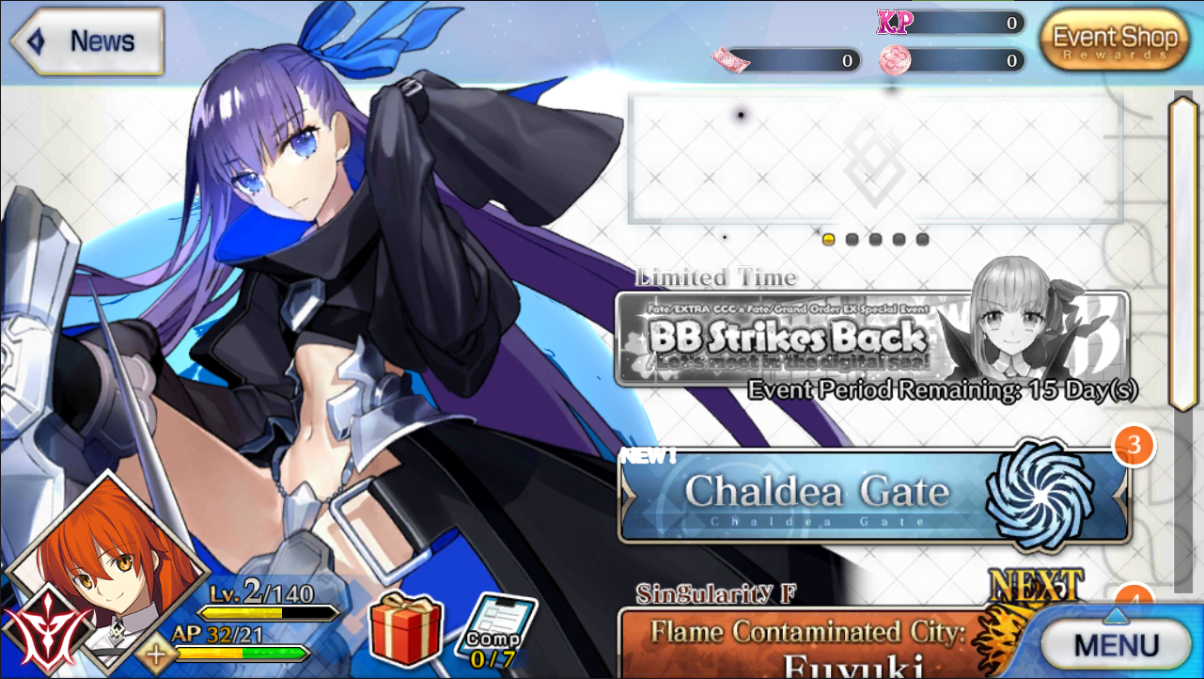 News
KP
0
0
0
Event Shop
Rewards
Limited Time
Fate/EXTRA CCC x Fate/Grand Order EX Special Event
BB Strikes Back
Let's meet in the digital sea!
Event Period Remaining: 15 Day(s)
NEW!
3
Chaldea Gate
Chaldea Gate
Singularity F
NEXT
4
Flame Contaminated City:
Fuyuki
Lv. 2/140
AP 32/21
Comp
0/7
MENU